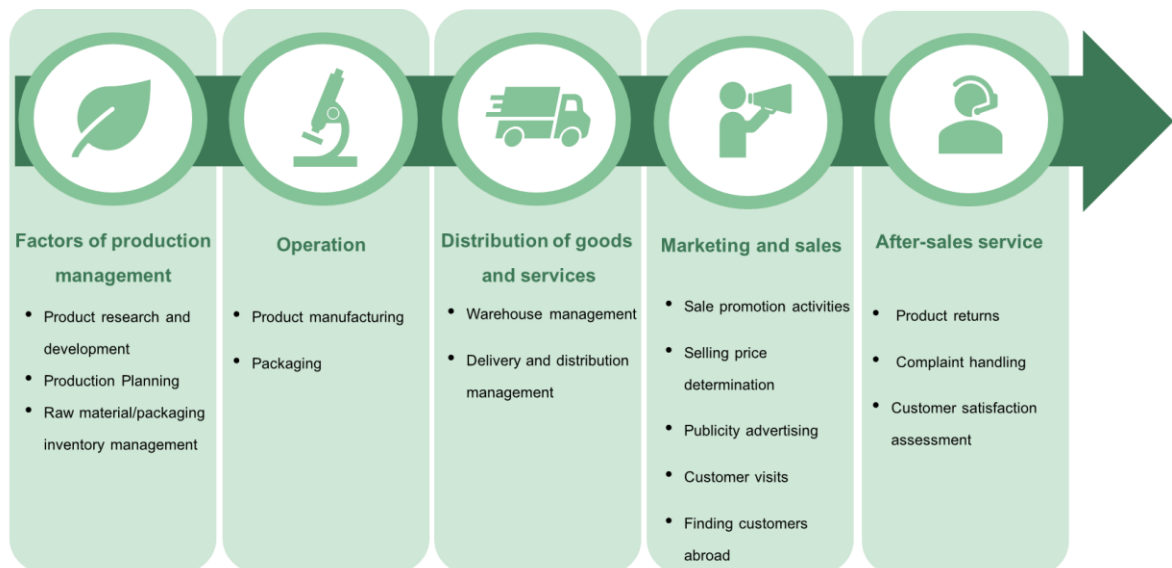 Factors of production
management
• Product research and
development
• Production Planning
• Raw material/packaging
inventory management
Operation
• Product manufacturing
• Packaging
Distribution of goods
and services
• Warehouse management
• Delivery and distribution
management
Marketing and sales
• Sale promotion activities
• Selling price
determination
• Publicity advertising
• Customer visits
• Finding customers
abroad
After-sales service
• Product returns
• Complaint handling
• Customer satisfaction
assessment